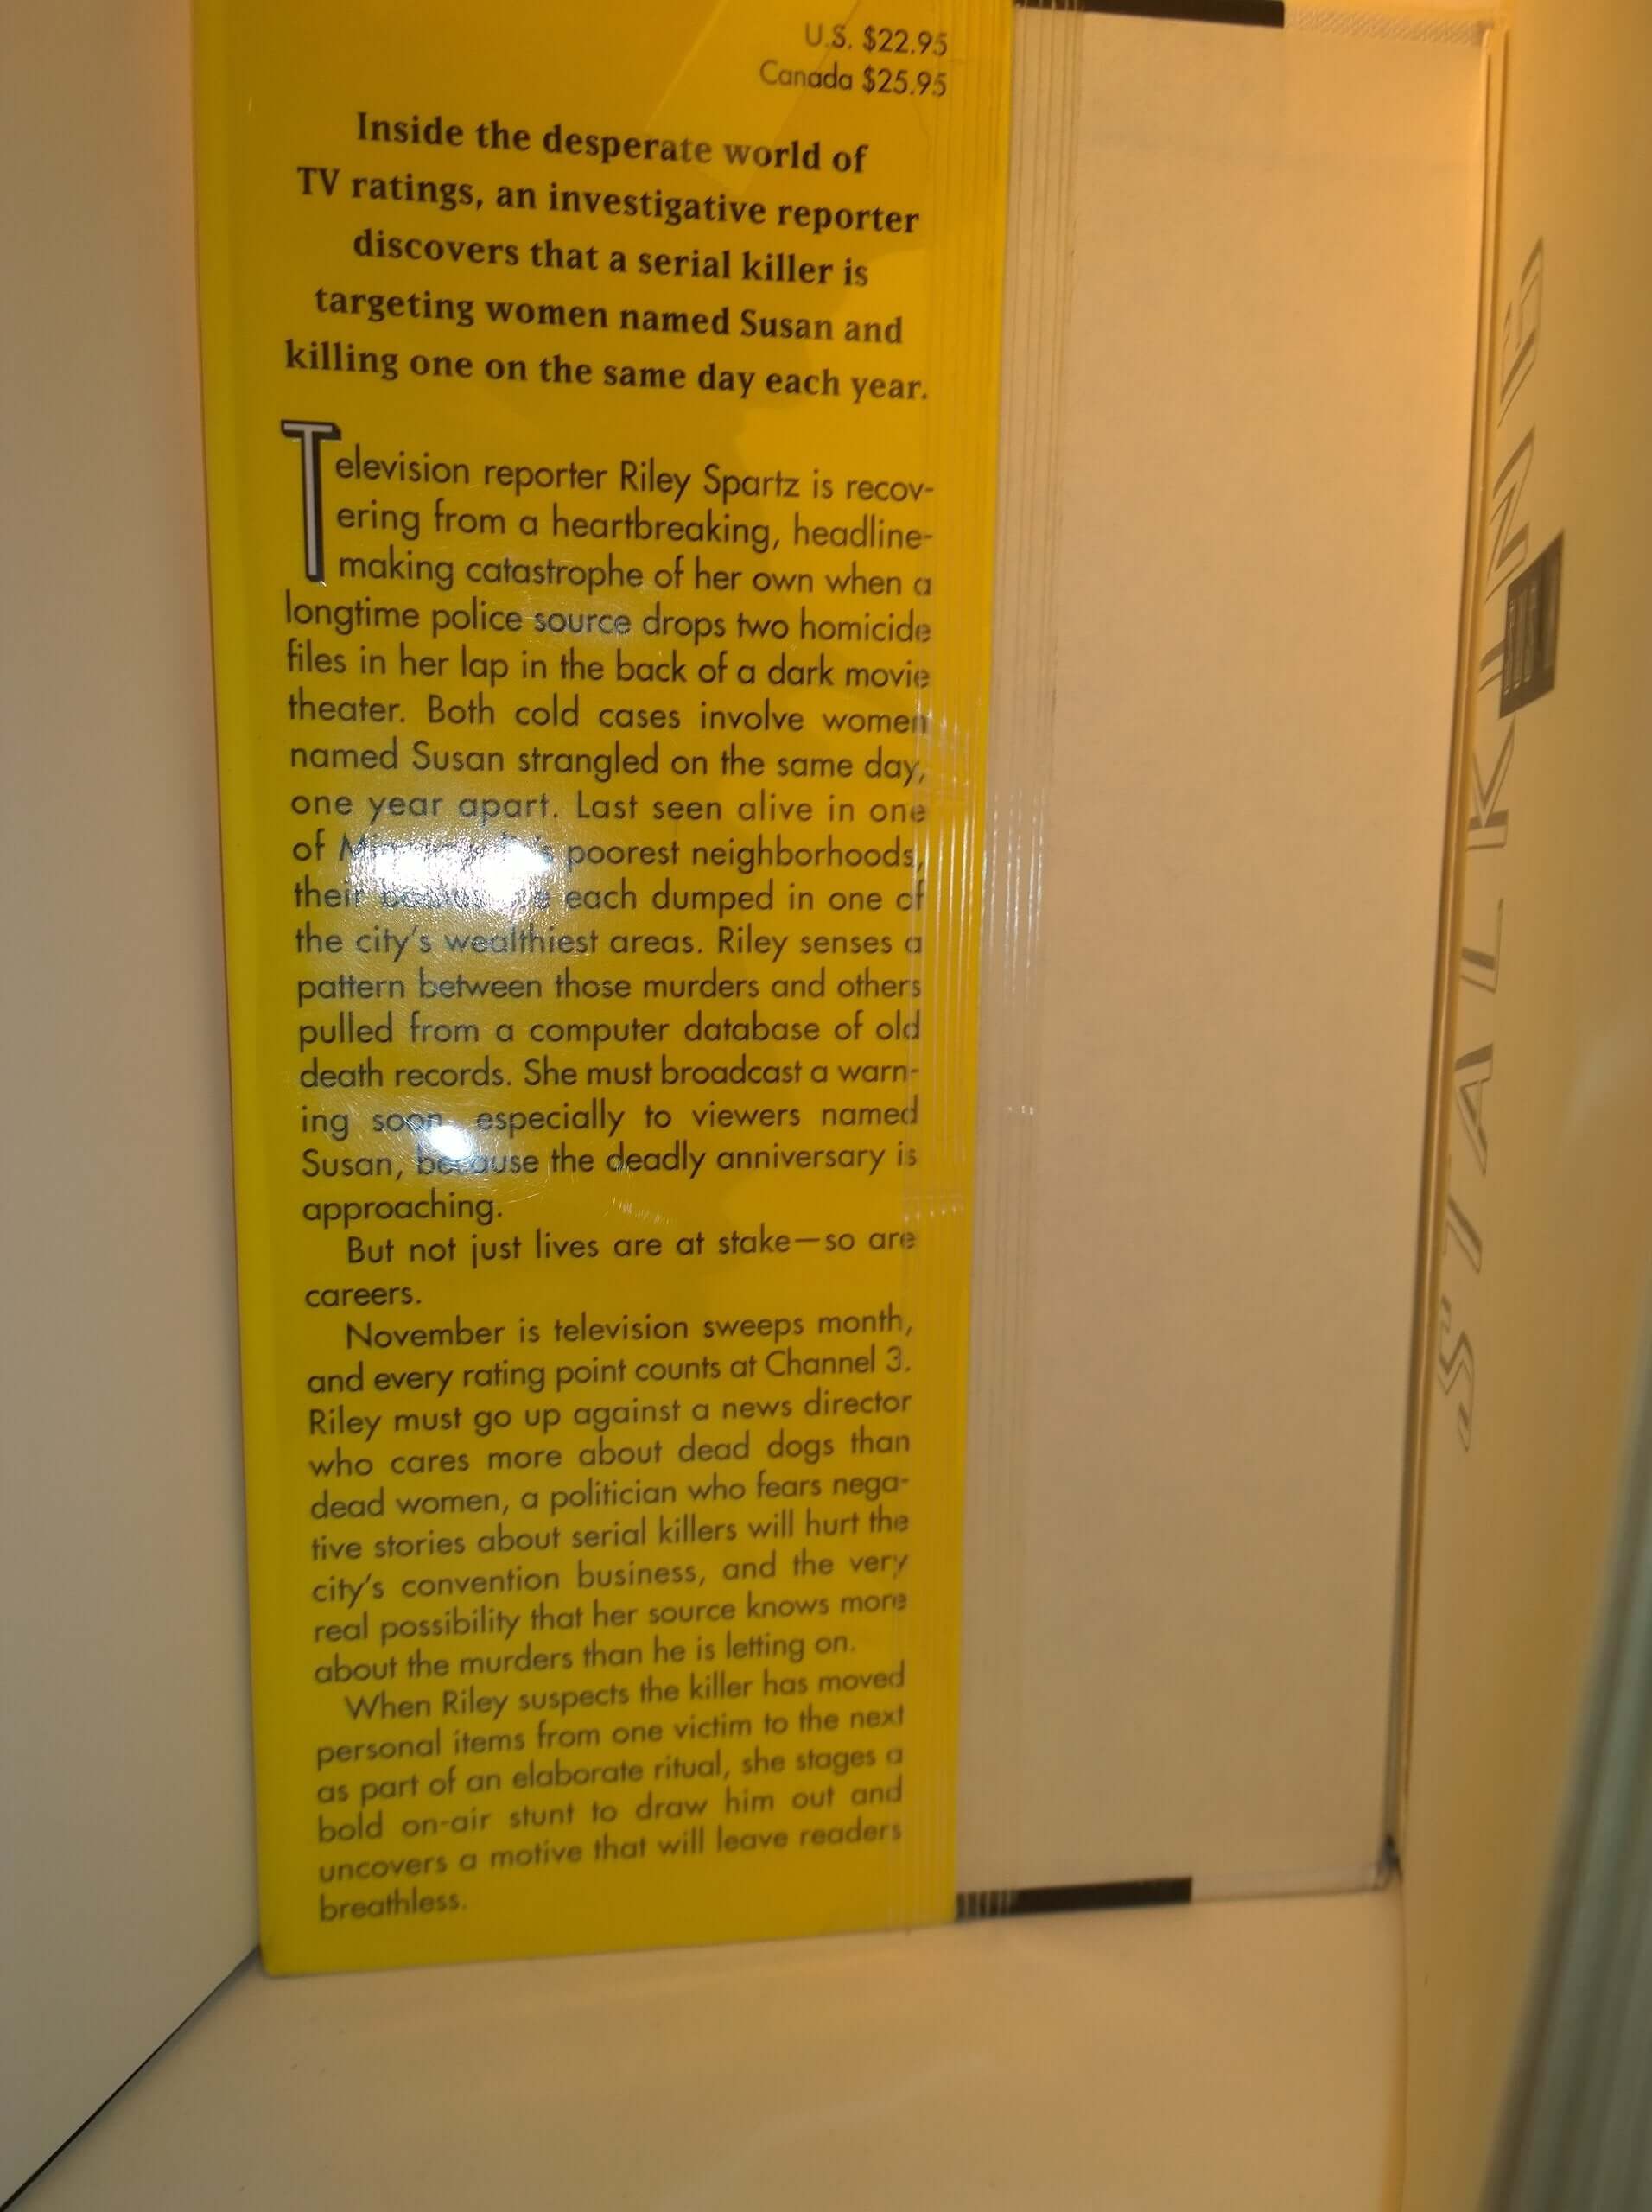 U.S. $22.95
Canada $25.95
Inside the desperate world of
TV ratings, an investigative reporter
discovers that a serial killer is
targeting women named Susan and
killing one on the same day each year.
Television reporter Riley Spartz is recov-
ering from a heartbreaking, headline-
making catastrophe of her own when a
longtime police source drops two homicide
files in her lap in the back of a dark movie
theater. Both cold cases involve women
named Susan strangled on the same day,
one year apart. Last seen alive in one
of poorest neighborhoods,
their each dumped in one of
the city's wealthiest areas. Riley senses a
pattern between those murders and others
pulled from a computer database of old
death records. She must broadcast a warn-
ing soon, especially to viewers named
Susan, because the deadly anniversary is
approaching.
But not just lives are at stake—so are
careers.
November is television sweeps month,
and every rating point counts at Channel 3.
Riley must go up against a news director
who cares more about dead dogs than
dead women, a politician who fears nega-
tive stories about serial killers will hurt the
city's convention business, and the very
real possibility that her source knows more
about the murders than he is letting on.
When Riley suspects the killer has moved
personal items from one victim to the next
as part of an elaborate ritual, she stages a
bold on-air stunt to draw him out and
uncovers a motive that will leave readers
breathless.
STALKING